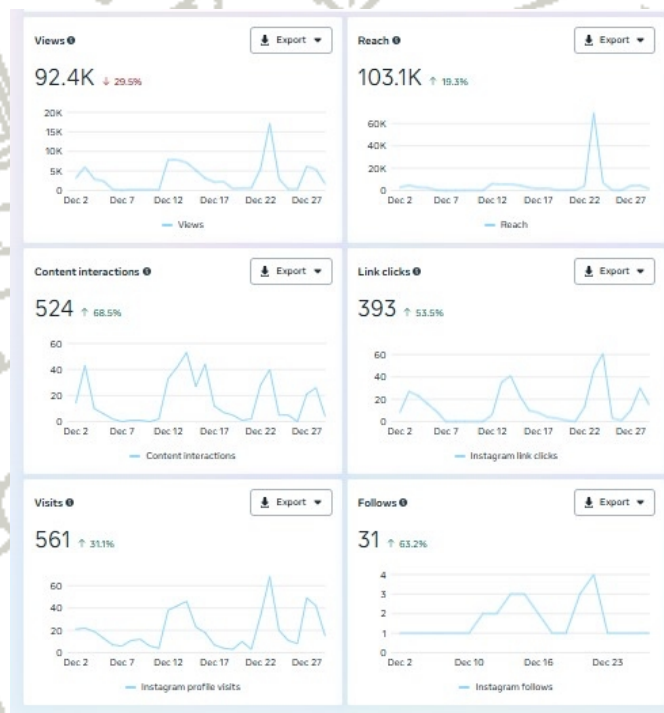 Views
Export
92.4K ↓ 29.5%
20K
15K
10K
5K
0
Dec 2 Dec 7 Dec 12 Dec 17 Dec 22 Dec 27
Views
Reach
Export
103.1K ↑ 19.3%
60K
40K
20K
0
Dec 2 Dec 7 Dec 12 Dec 17 Dec 22 Dec 27
Reach
Content interactions
Export
524 ↑ 68.5%
60
40
20
0
Dec 2 Dec 7 Dec 12 Dec 17 Dec 22 Dec 27
Content interactions
Link clicks
Export
393 ↑ 53.5%
60
40
20
0
Dec 2 Dec 7 Dec 12 Dec 17 Dec 22 Dec 27
Instagram link clicks
Visits
Export
561 ↑ 31.1%
60
40
20
0
Dec 2 Dec 7 Dec 12 Dec 17 Dec 22 Dec 27
Instagram profile visits
Follows
Export
31 ↑ 63.2%
4
3
2
1
0
Dec 2 Dec 10 Dec 16 Dec 23
Instagram follows